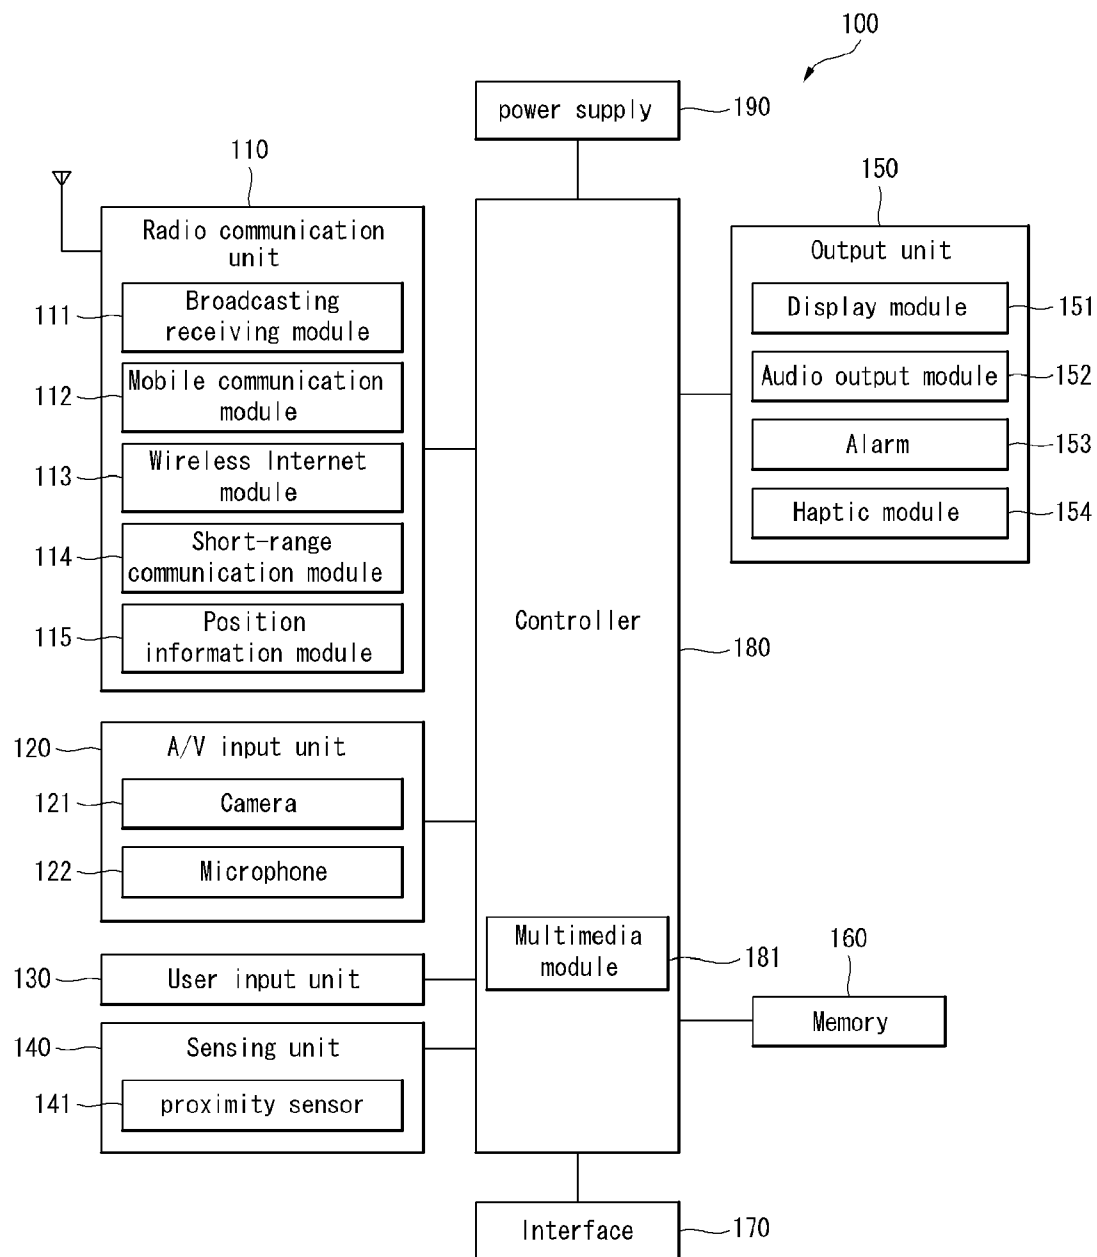 100
power supply
190
110
Radio communication
unit
111
Broadcasting
receiving module
112
Mobile communication
module
113
Wireless Internet
module
114
Short-range
communication module
115
Position
information module
120
A/V input unit
121
Camera
122
Microphone
130
User input unit
140
Sensing unit
141
proximity sensor
Controller
180
Multimedia
module
181
150
Output unit
Display module
151
Audio output module
152
Alarm
153
Haptic module
154
160
Memory
Interface
170